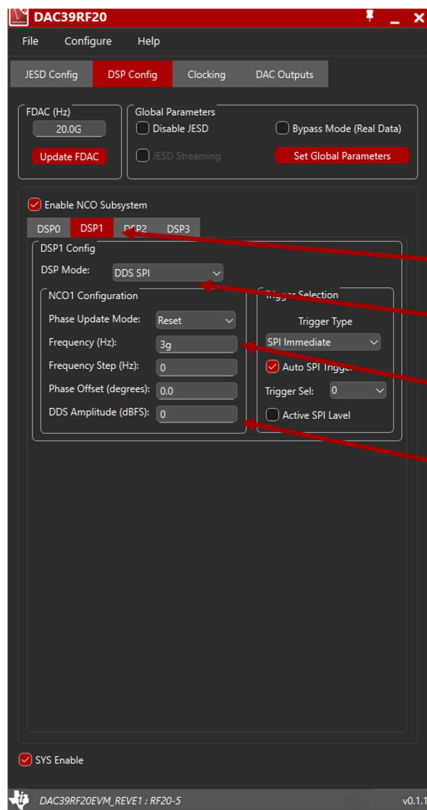 DAC39RF20
File Configure Help
JESD Config DSP Config Clocking DAC Outputs
FDAC (Hz) Global Parameters
20.0G Disable JESD Bypass Mode (Real Data)
Update FDAC JESD Streaming Set Global Parameters
Enable NCO Subsystem
DSP0 DSP1 DSP2 DSP3
DSP1 Config
DSP Mode: DDS SPI
NCO1 Configuration Trigger Selection
Phase Update Mode: Reset Trigger Type
Frequency (Hz): 3g SPI Immediate
Frequency Step (Hz): 0 Auto SPI Trigger
Phase Offset (degrees): 0.0 Trigger Sel: 0
DDS Amplitude (dBFS): 0 Active SPI Lavel
SYS Enable
DAC39RF20EVM_REVE1 : RF20-5 v0.1.1